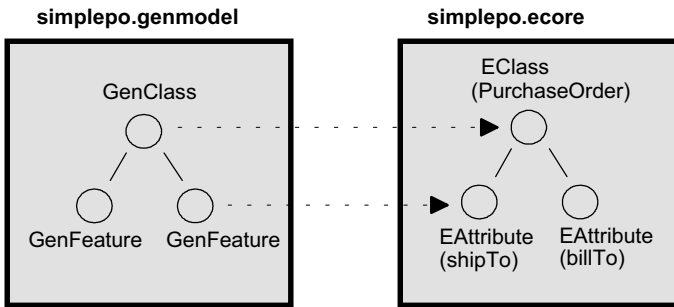 simplepo.genmodel
simplepo.ecore
GenClass
EClass
(PurchaseOrder)
GenFeature
GenFeature
EAttribute
(shipTo)
EAttribute
(billTo)